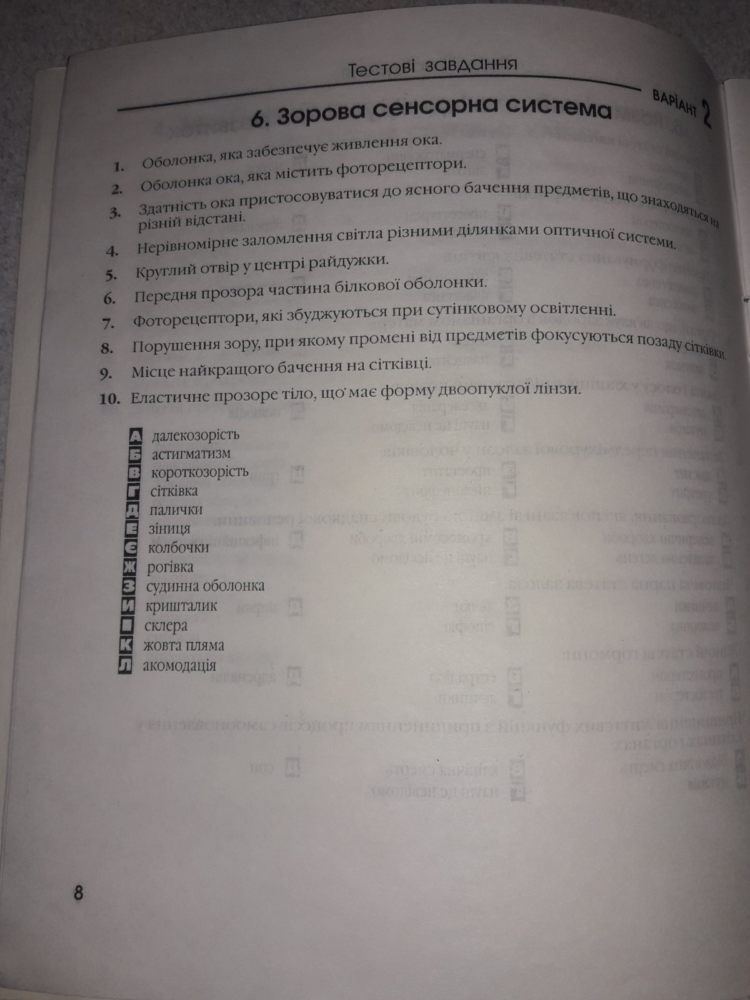 Тестові завдання
ВАРІАНТ 2
6. Зорова сенсорна система
1. Оболонка, яка забезпечує живлення ока.
2. Оболонка ока, яка містить фоторецептори.
3. Здатність ока пристосовуватися до ясного бачення предметів, що знаходяться на
різній відстані.
4. Нерівномірне заломлення світла різними ділянками оптичної системи.
5. Круглий отвір у центрі райдужки.
6. Передня прозора частина білкової оболонки.
7. Фоторецептори, які збуджуються при сутінковому освітленні.
8. Порушення зору, при якому промені від предметів фокусуються позаду сітківки.
9. Місце найкращого бачення на сітківці.
10. Еластичне прозоре тіло, що має форму двоопуклої лінзи.
А далекозорість
Б астигматизм
В короткозорість
Г сітківка
Д палички
Е зіниця
Є колбочки
Ж рогівка
З судинна оболонка
И кришталик
І склера
К жовта пляма
Л акомодація
8